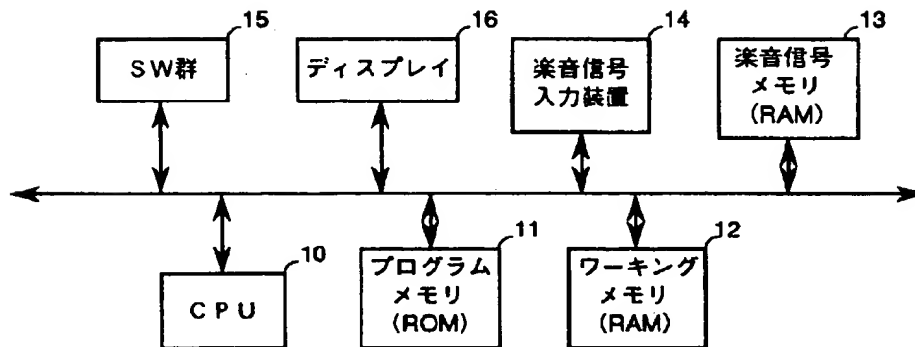 15
SW群
16
ディスプレイ
14
楽音信号
入力装置
13
楽音信号
メモリ
(RAM)
10
CPU
11
プログラム
メモリ
(ROM)
12
ワーキング
メモリ
(RAM)